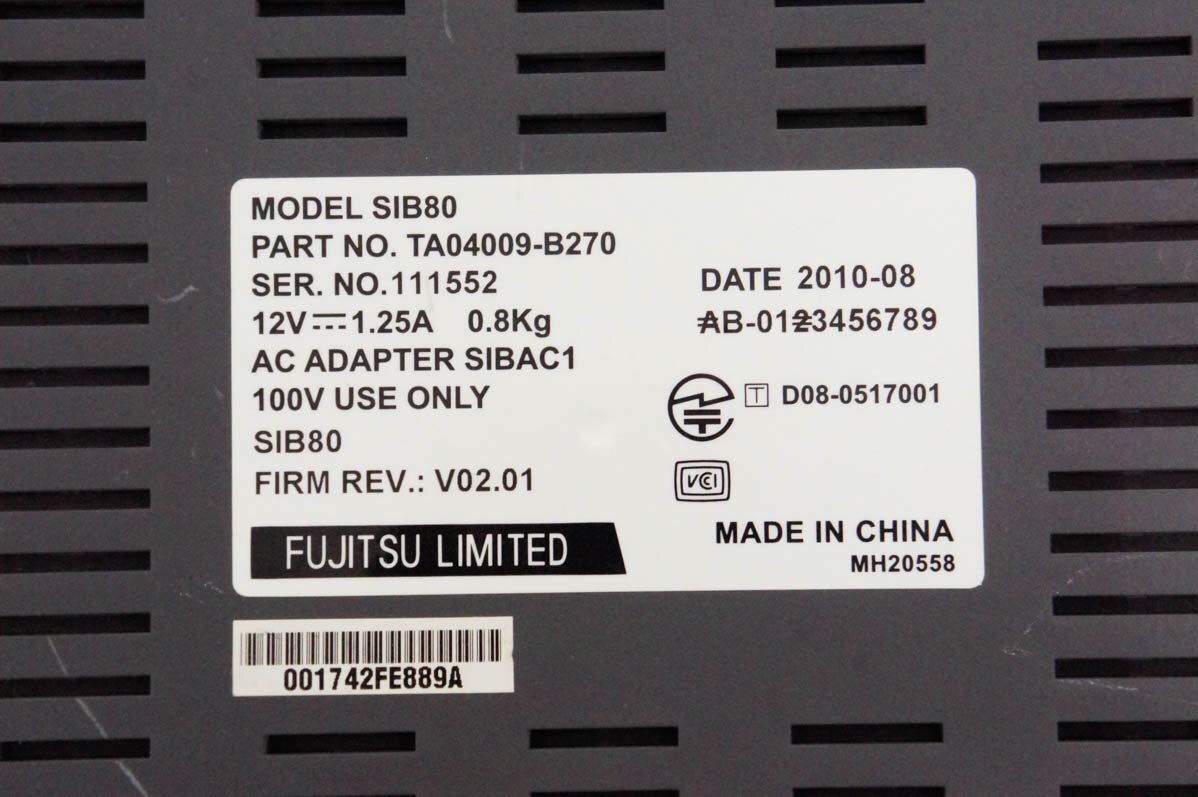 MODEL SIB80
PART NO. TA04009-B270
SER. NO.111552
DATE 2010-08
12V⎓1.25A 0.8Kg
AB-0123456789
AC ADAPTER SIBAC1
100V USE ONLY
T D08-0517001
SIB80
FIRM REV.: V02.01
VCI
FUJITSU LIMITED
MADE IN CHINA
MH20558
001742FE889A